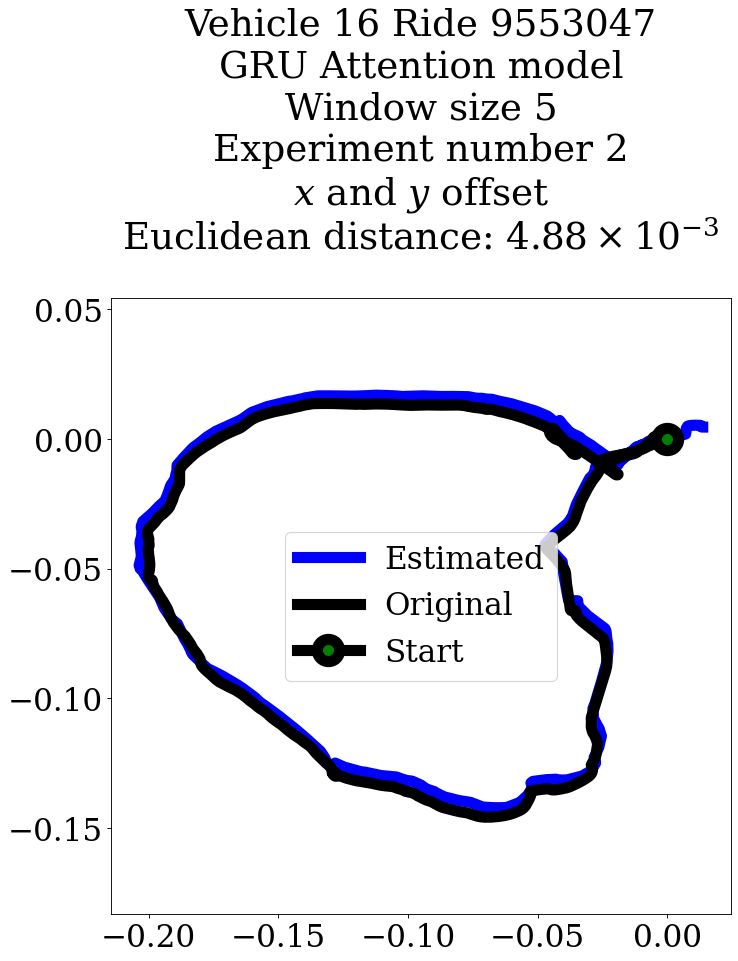 Vehicle 16 Ride 9553047
GRU Attention model
Window size 5
Experiment number 2
x and y offset
Euclidean distance: 4.88 × 10⁻³
0.05
0.00
−0.05
−0.10
−0.15
Estimated
Original
Start
−0.20 −0.15 −0.10 −0.05 0.00